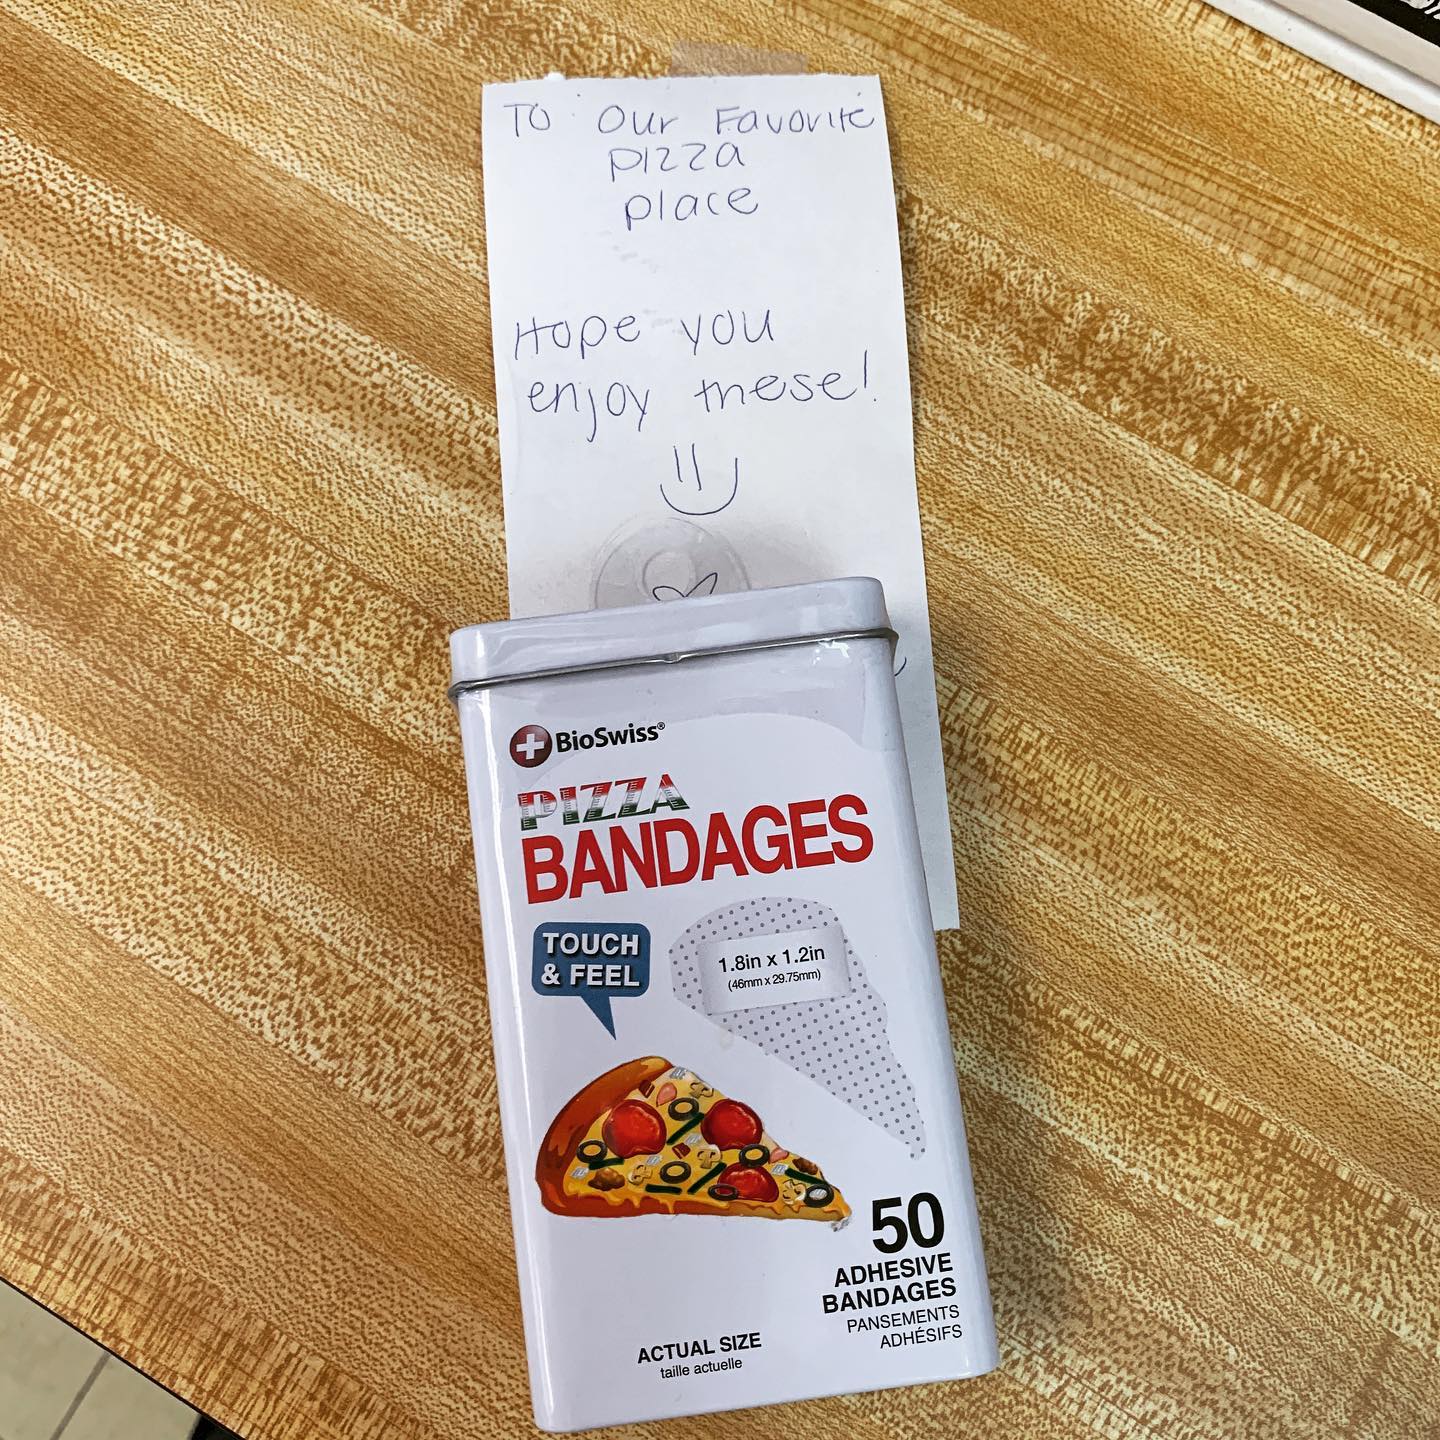 To Our Favorite
pizza
place
Hope you
enjoy these!
BioSwiss®
PIZZA
BANDAGES
TOUCH
& FEEL
1.8in x 1.2in
(46mm x 29.75mm)
50
ADHESIVE
BANDAGES
PANSEMENTS
ADHÉSIFS
ACTUAL SIZE
taille actuelle